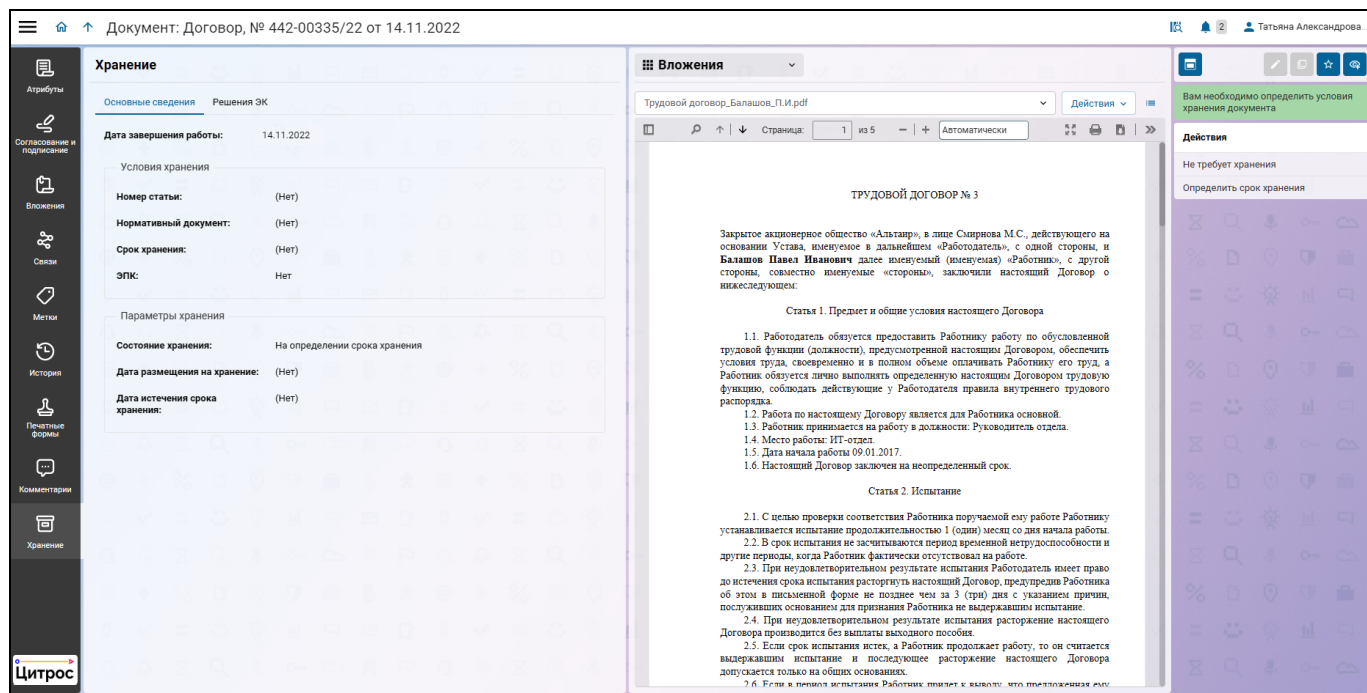 Документ: Договор, № 442-00335/22 от 14.11.2022
2
Татьяна Александрова...
Атрибуты
Согласование и
подписание
Вложения
Связи
Метки
История
Печатные
формы
Комментарии
Хранение
Цитрос
Хранение
Основные сведения
Решения ЭК
Дата завершения работы: 14.11.2022
Условия хранения
Номер статьи: (Нет)
Нормативный документ: (Нет)
Срок хранения: (Нет)
ЭПК: Нет
Параметры хранения
Состояние хранения: На определении срока хранения
Дата размещения на хранение: (Нет)
Дата истечения срока (Нет)
хранения:
Вложения
Трудовой договор_Балашов_П.И.pdf
Действия
Страница: 1 из 5 Автоматически
ТРУДОВОЙ ДОГОВОР № 3
Закрытое акционерное общество «Альтаир», в лице Смирнова М.С., действующего на
основании Устава, именуемое в дальнейшем «Работодатель», с одной стороны, и
Балашов Павел Иванович далее именуемый (именуемая) «Работник», с другой
стороны, совместно именуемые «стороны», заключили настоящий Договор о
нижеследующем:
Статья 1. Предмет и общие условия настоящего Договора
1.1. Работодатель обязуется предоставить Работнику работу по обусловленной
трудовой функции (должности), предусмотренной настоящим Договором, обеспечить
условия труда, своевременно и в полном объеме оплачивать Работнику его труд, а
Работник обязуется лично выполнять определенную настоящим Договором трудовую
функцию, соблюдать действующие у Работодателя правила внутреннего трудового
распорядка.
1.2. Работа по настоящему Договору является для Работника основной.
1.3. Работник принимается на работу в должности: Руководитель отдела.
1.4. Место работы: ИТ-отдел.
1.5. Дата начала работы 09.01.2017.
1.6. Настоящий Договор заключен на неопределенный срок.
Статья 2. Испытание
2.1. С целью проверки соответствия Работника поручаемой ему работе Работнику
устанавливается испытание продолжительностью 1 (один) месяц со дня начала работы.
2.2. В срок испытания не засчитываются период временной нетрудоспособности и
другие периоды, когда Работник фактически отсутствовал на работе.
2.3. При неудовлетворительном результате испытания Работодатель имеет право
до истечения срока испытания расторгнуть настоящий Договор, предупредив Работника
об этом в письменной форме не позднее чем за 3 (три) дня с указанием причин,
послуживших основанием для признания Работника не выдержавшим испытание.
2.4. При неудовлетворительном результате испытания расторжение настоящего
Договора производится без выплаты выходного пособия.
2.5. Если срок испытания истек, а Работник продолжает работу, то он считается
выдержавшим испытание и последующее расторжение настоящего Договора
допускается только на общих основаниях.
2.6. Если в период испытания Работник придет к выводу, что предложенная ему
Вам необходимо определить условия
хранения документа
Действия
Не требует хранения
Определить срок хранения